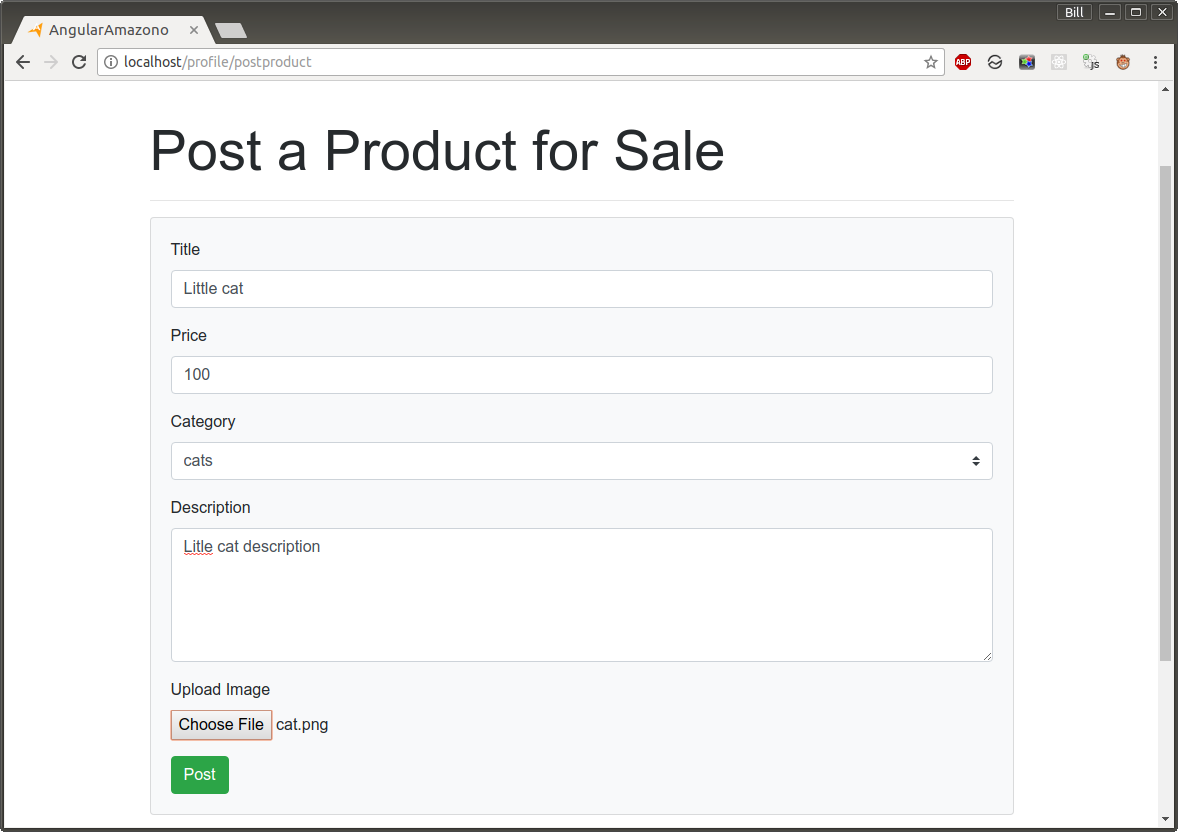 Bill
AngularAmazono
localhost/profile/postproduct
ABP
js
Post a Product for Sale
Title
Little cat
Price
100
Category
cats
Description
Litle cat description
Upload Image
Choose File cat.png
Post